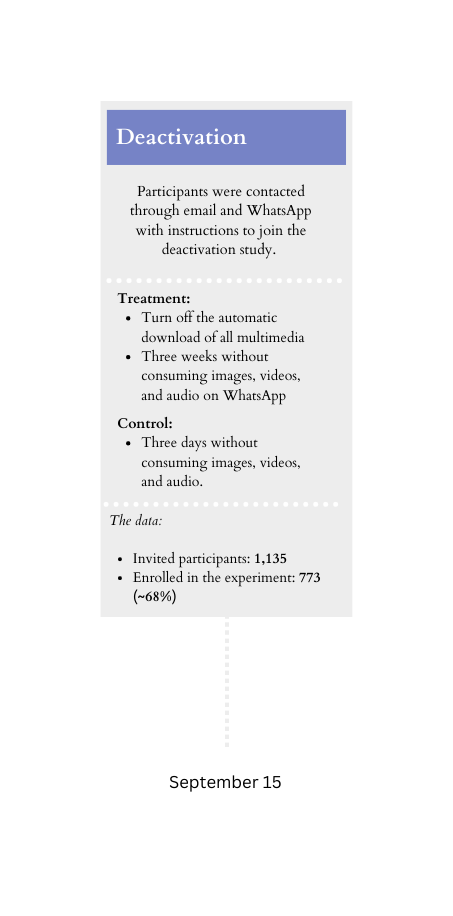 Deactivation
Participants were contacted
through email and WhatsApp
with instructions to join the
deactivation study.
Treatment:
• Turn off the automatic
download of all multimedia
• Three weeks without
consuming images, videos,
and audio on WhatsApp
Control:
• Three days without
consuming images, videos,
and audio.
The data:
• Invited participants: 1,135
• Enrolled in the experiment: 773
(~68%)
September 15